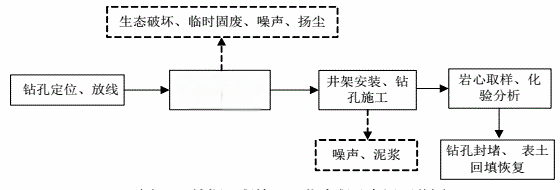 生态破坏、临时固废、噪声、扬尘
钻孔定位、放线
井架安装、钻
孔施工
岩心取样、化
验分析
噪声、泥浆
钻孔封堵、表土
回填恢复